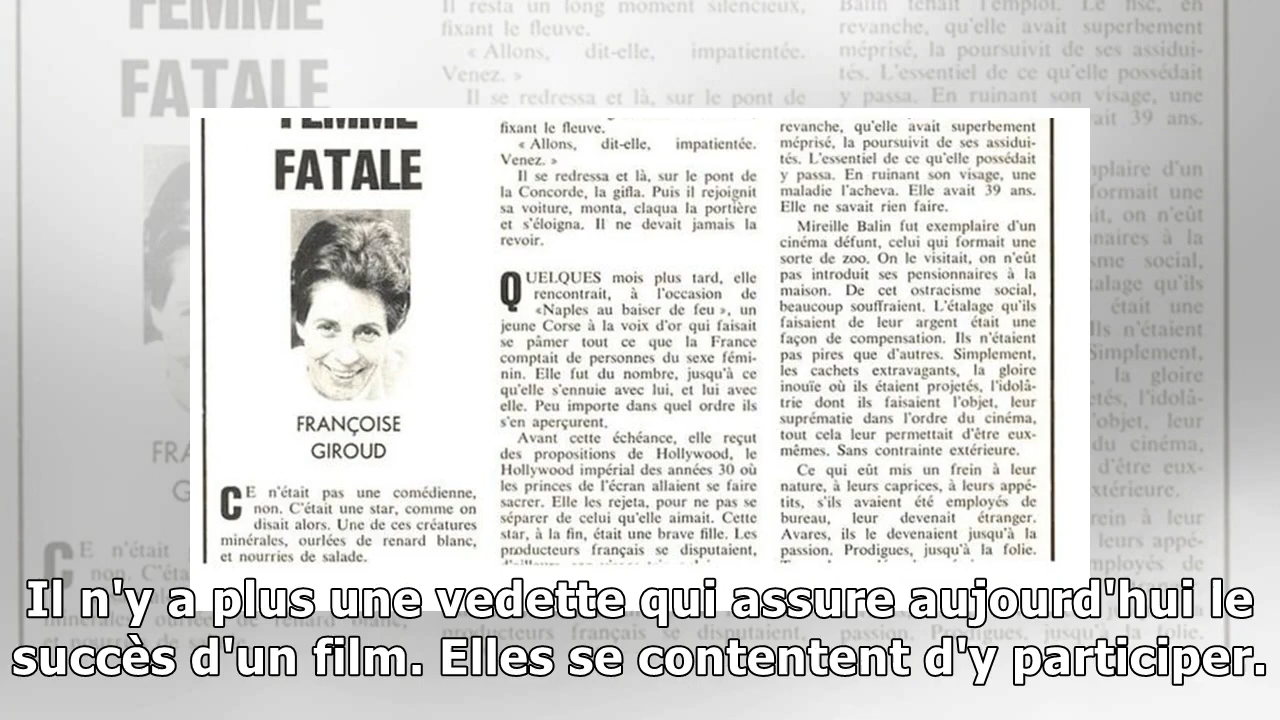 FEMME
FATALE
FRANÇOISE
GIROUD
CE n'était pas une comédienne,
non. C'était une star, comme on
disait alors. Une de ces créatures
minérales, ourlées de renard blanc,
et nourries de salade.
fixant le fleuve.
« Allons, dit-elle, impatientée.
Venez. »
Il se redressa et là, sur le pont de
la Concorde, la gifla. Puis il rejoignit
sa voiture, monta, claqua la portière
et s'éloigna. Il ne devait jamais la
revoir.
QUELQUES mois plus tard, elle
rencontrait, à l'occasion de
«Naples au baiser de feu», un
jeune Corse à la voix d'or qui faisait
se pâmer tout ce que la France
comptait de personnes du sexe fémi-
nin. Elle fut du nombre, jusqu'à ce
qu'elle s'ennuie avec lui, et lui avec
elle. Peu importe dans quel ordre ils
s'en aperçurent.
Avant cette échéance, elle reçut
des propositions de Hollywood, le
Hollywood impérial des années 30 où
les princes de l'écran allaient se faire
sacrer. Elle les rejeta, pour ne pas se
séparer de celui qu'elle aimait. Cette
star, à la fin, était une brave fille. Les
producteurs français se disputaient,
revanche, qu'elle avait superbement
méprisé, la poursuivit de ses assidui-
tés. L'essentiel de ce qu'elle possédait
y passa. En ruinant son visage, une
maladie l'acheva. Elle avait 39 ans.
Elle ne savait rien faire.
Mireille Balin fut exemplaire d'un
cinéma défunt, celui qui formait une
sorte de zoo. On le visitait, on n'eût
pas introduit ses pensionnaires à la
maison. De cet ostracisme social,
beaucoup souffraient. L'étalage qu'ils
faisaient de leur argent était une
façon de compensation. Ils n'étaient
pas pires que d'autres. Simplement,
les cachets extravagants, la gloire
inouïe où ils étaient projetés, l'idolâ-
trie dont ils faisaient l'objet, leur
suprématie dans l'ordre du cinéma,
tout cela leur permettait d'être eux-
mêmes. Sans contrainte extérieure.
Ce qui eût mis un frein à leur
nature, à leurs caprices, à leurs appé-
tits, s'ils avaient été employés de
bureau, leur devenait étranger.
Avares, ils le devenaient jusqu'à la
passion. Prodigues, jusqu'à la folie.
Il n'y a plus une vedette qui assure aujourd'hui le
succès d'un film. Elles se contentent d'y participer.